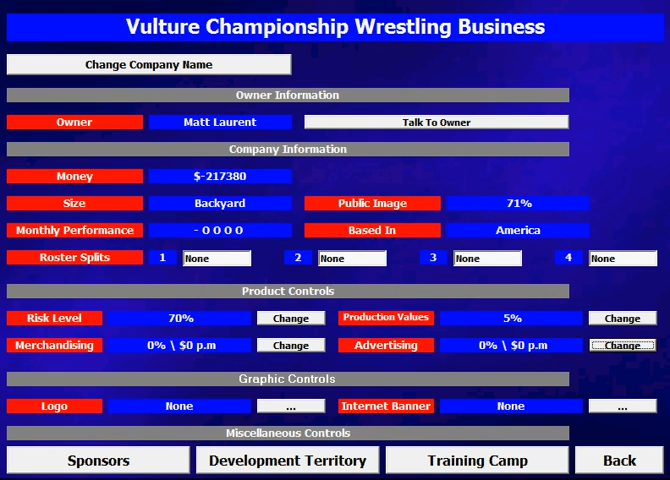 Vulture Championship Wrestling Business
Change Company Name
Owner Information
Owner Matt Laurent Talk To Owner
Company Information
Money $-217380
Size Backyard Public Image 71%
Monthly Performance - 0 0 0 0 Based In America
Roster Splits 1 None 2 None 3 None 4 None
Product Controls
Risk Level 70% Change Production Values 5% Change
Merchandising 0% \ $0 p.m Change Advertising 0% \ $0 p.m Change
Graphic Controls
Logo None ... Internet Banner None ...
Miscellaneous Controls
Sponsors Development Territory Training Camp Back